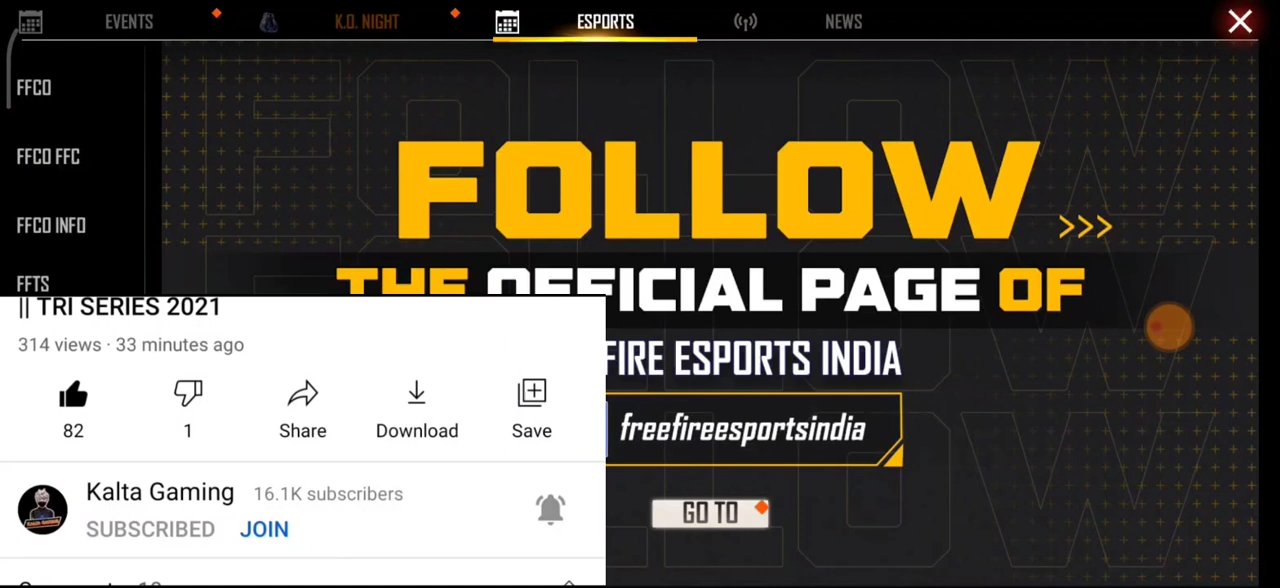 EVENTS
K.O. NIGHT
ESPORTS
NEWS
FFCO
FFCO FFC
FFCO INFO
FFTS
FOLLOW >>>
THE OFFICIAL PAGE OF
FIRE ESPORTS INDIA
freefireesportsindia
GO TO
|| TRI SERIES 2021
314 views · 33 minutes ago
82
1
Share
Download
Save
Kalta Gaming 16.1K subscribers
SUBSCRIBED JOIN